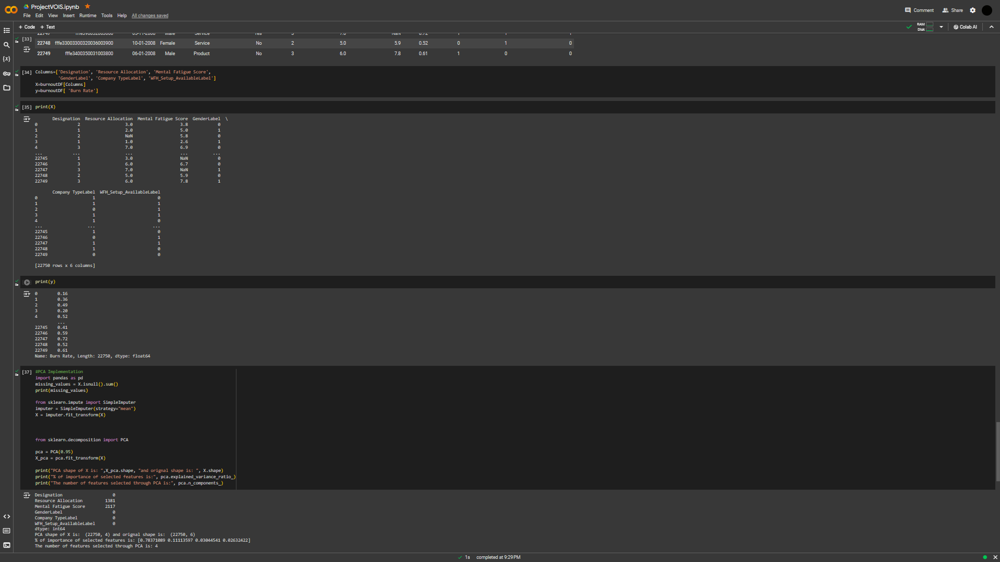 ProjectVOIS.ipynb
File Edit View Insert Runtime Tools Help All changes saved
Comment Share
+ Code + Text
RAM
Disk
Colab AI
[33]
22748 fffe33003300320036003900 10-01-2008 Female Service No 2 5.0 5.9 0.52 0 1 0
22749 fffe3400350031003800 06-01-2008 Male Product No 3 6.0 7.8 0.61 1 0 0
[34] Columns=['Designation', 'Resource Allocation', 'Mental Fatigue Score',
'GenderLabel', 'Company TypeLabel', 'WFH_Setup_AvailableLabel']
X=burnoutDF[Columns]
y=burnoutDF[ 'Burn Rate']
[35] print(X)
Designation Resource Allocation Mental Fatigue Score GenderLabel \
0 2 3.0 3.8 0
1 1 2.0 5.0 1
2 2 NaN 5.8 0
3 1 1.0 2.6 1
4 3 7.0 6.9 0
... ... ... ... ...
22745 1 3.0 NaN 0
22746 3 6.0 6.7 0
22747 3 7.0 NaN 1
22748 2 5.0 5.9 0
22749 3 6.0 7.8 1
Company TypeLabel WFH_Setup_AvailableLabel
0 1 0
1 1 1
2 0 1
3 1 1
4 1 0
... ... ...
22745 1 0
22746 0 1
22747 1 1
22748 1 0
22749 0 0
[22750 rows x 6 columns]
print(y)
0 0.16
1 0.36
2 0.49
3 0.20
4 0.52
...
22745 0.41
22746 0.59
22747 0.72
22748 0.52
22749 0.61
Name: Burn Rate, Length: 22750, dtype: float64
[37] #PCA Implementation
import pandas as pd
missing_values = X.isnull().sum()
print(missing_values)
from sklearn.impute import SimpleImputer
imputer = SimpleImputer(strategy="mean")
X = imputer.fit_transform(X)
from sklearn.decomposition import PCA
pca = PCA(0.95)
X_pca = pca.fit_transform(X)
print("PCA shape of X is: ",X_pca.shape, "and orignal shape is: ", X.shape)
print("% of importance of selected features is:", pca.explained_variance_ratio_)
print("The number of features selected through PCA is:", pca.n_components_)
Designation 0
Resource Allocation 1381
Mental Fatigue Score 2117
GenderLabel 0
Company TypeLabel 0
WFH_Setup_AvailableLabel 0
dtype: int64
PCA shape of X is: (22750, 4) and orignal shape is: (22750, 6)
% of importance of selected features is: [0.78371089 0.11113597 0.03044541 0.02632422]
The number of features selected through PCA is: 4
1s completed at 9:29 PM